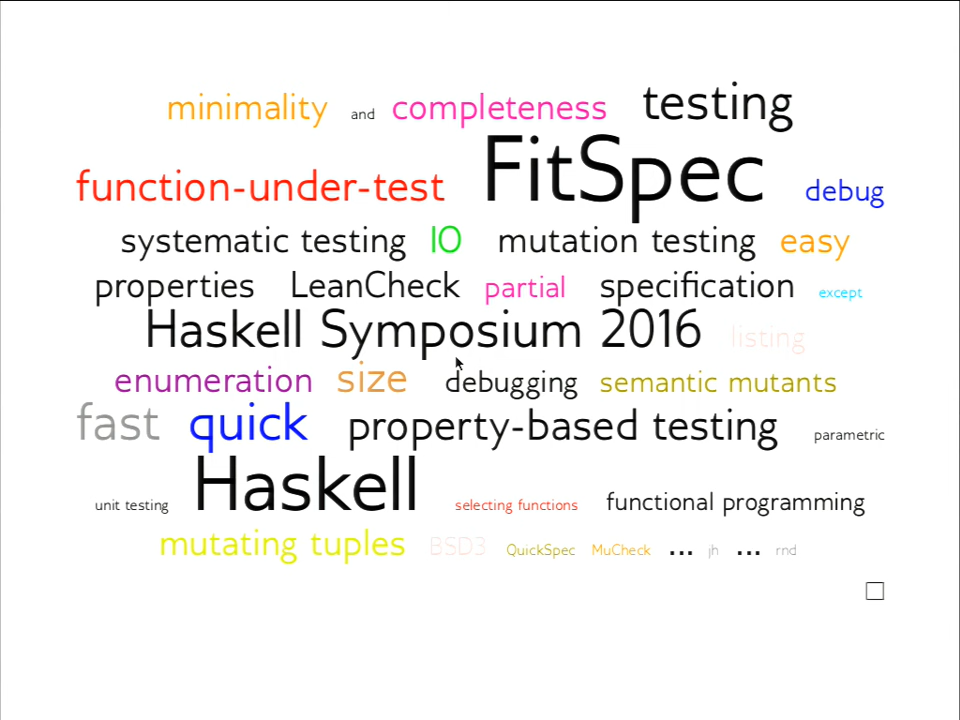 minimality and completeness testing
function-under-test FitSpec debug
systematic testing IO mutation testing easy
properties LeanCheck partial specification except
Haskell Symposium 2016 listing
enumeration size debugging semantic mutants
fast quick property-based testing parametric
unit testing Haskell selecting functions functional programming
mutating tuples BSD3 QuickSpec MuCheck ... jh ... rnd